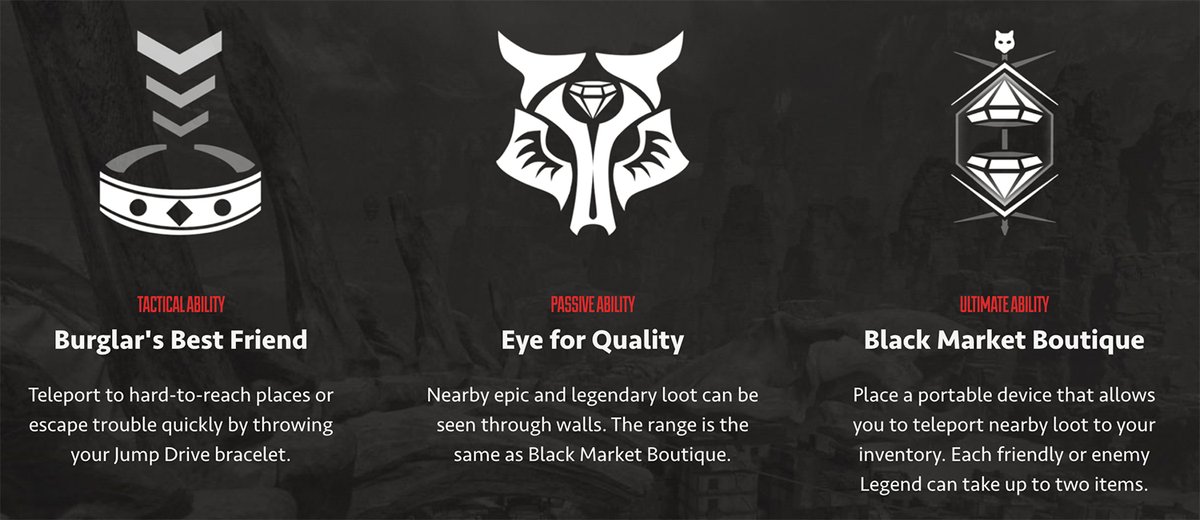 TACTICAL ABILITY
Burglar's Best Friend
Teleport to hard-to-reach places or
escape trouble quickly by throwing
your Jump Drive bracelet.
PASSIVE ABILITY
Eye for Quality
Nearby epic and legendary loot can be
seen through walls. The range is the
same as Black Market Boutique.
ULTIMATE ABILITY
Black Market Boutique
Place a portable device that allows
you to teleport nearby loot to your
inventory. Each friendly or enemy
Legend can take up to two items.